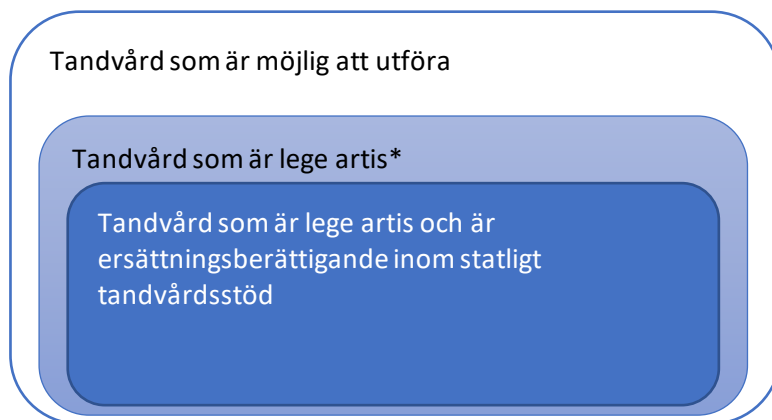 Tandvård som är möjlig att utföra
Tandvård som är lege artis*
Tandvård som är lege artis och är
ersättningsberättigande inom statligt
tandvårdsstöd